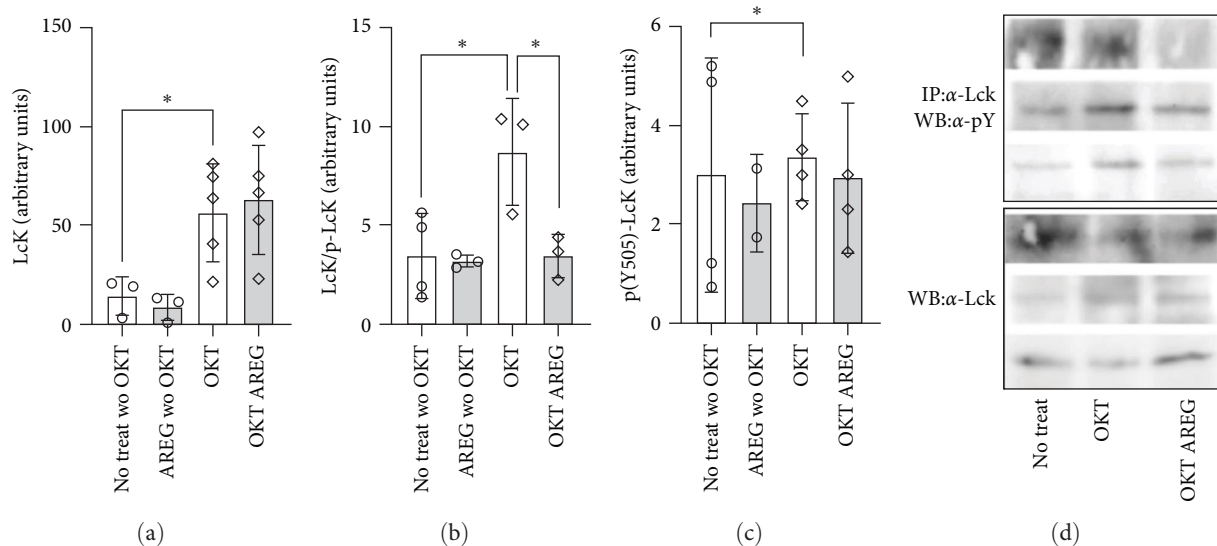 LcK (arbitrary units)
150
100
50
0
*
No treat wo OKT
AREG wo OKT
OKT
OKT AREG
(a)
LcK/p-LcK (arbitrary units)
15
10
5
0
*
*
No treat wo OKT
AREG wo OKT
OKT
OKT AREG
(b)
p(Y505)-LcK (arbitrary units)
6
4
2
0
*
No treat wo OKT
AREG wo OKT
OKT
OKT AREG
(c)
IP:α-Lck
WB:α-pY
WB:α-Lck
No treat
OKT
OKT AREG
(d)